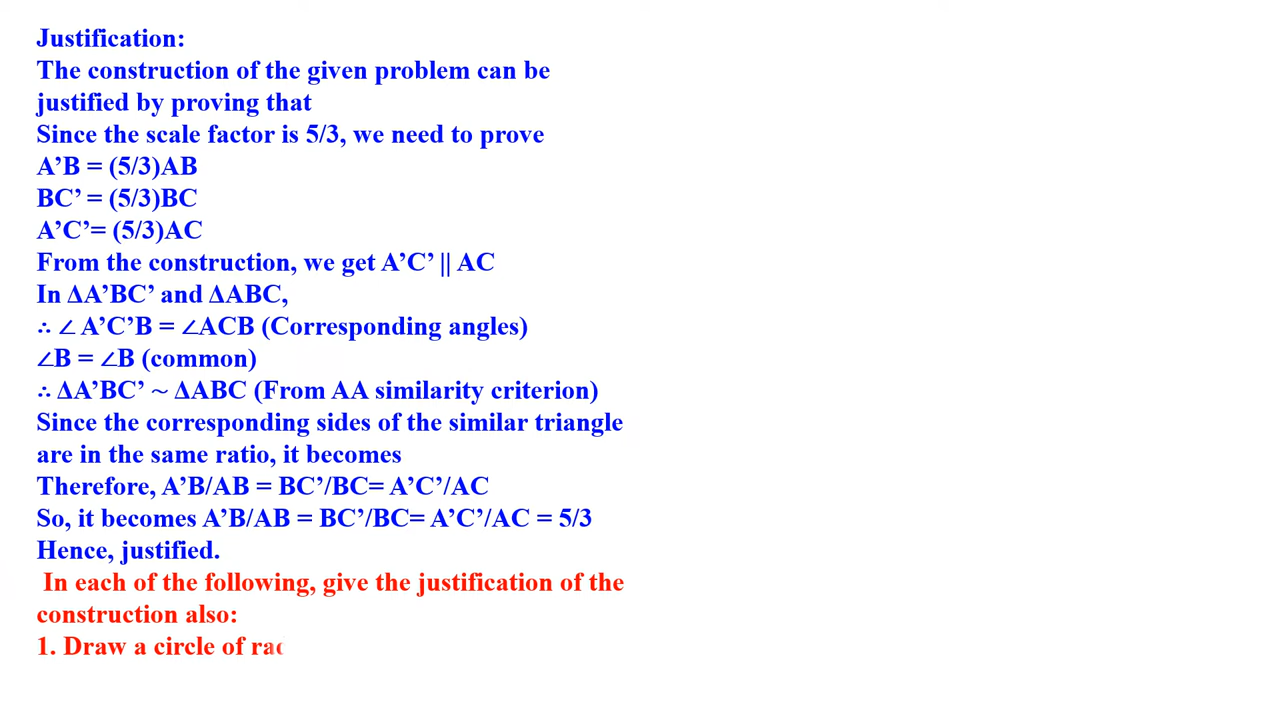 Justification:
The construction of the given problem can be
justified by proving that
Since the scale factor is 5/3, we need to prove
A’B = (5/3)AB
BC’ = (5/3)BC
A’C’= (5/3)AC
From the construction, we get A’C’ || AC
In ΔA’BC’ and ΔABC,
∴ ∠ A’C’B = ∠ACB (Corresponding angles)
∠B = ∠B (common)
∴ ΔA’BC’ ~ ΔABC (From AA similarity criterion)
Since the corresponding sides of the similar triangle
are in the same ratio, it becomes
Therefore, A’B/AB = BC’/BC= A’C’/AC
So, it becomes A’B/AB = BC’/BC= A’C’/AC = 5/3
Hence, justified.
In each of the following, give the justification of the
construction also:
1. Draw a circle of